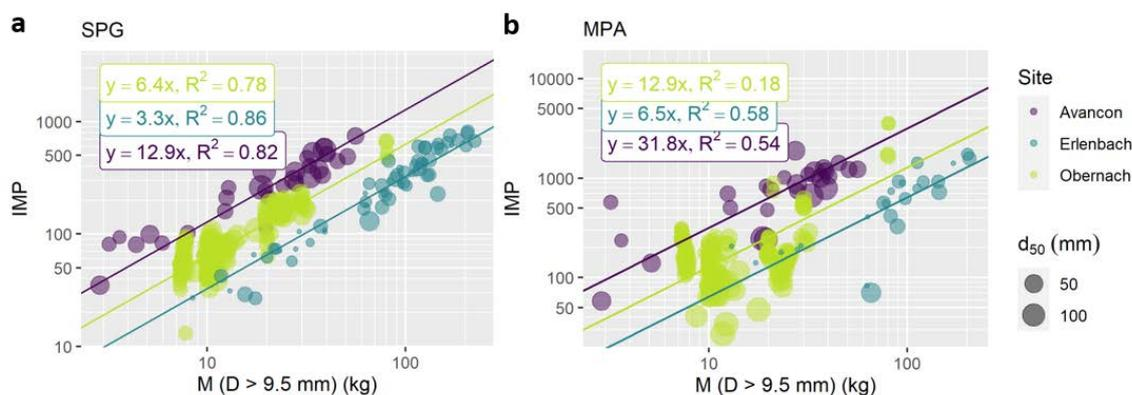 a
SPG
y = 6.4x, R² = 0.78
y = 3.3x, R² = 0.86
y = 12.9x, R² = 0.82
1000
500
100
50
10
IMP
10
100
M (D > 9.5 mm) (kg)
b
MPA
y = 12.9x, R² = 0.18
y = 6.5x, R² = 0.58
y = 31.8x, R² = 0.54
10000
5000
1000
500
100
50
IMP
10
100
M (D > 9.5 mm) (kg)
Site
Avancon
Erlenbach
Obernach
d₅₀ (mm)
50
100